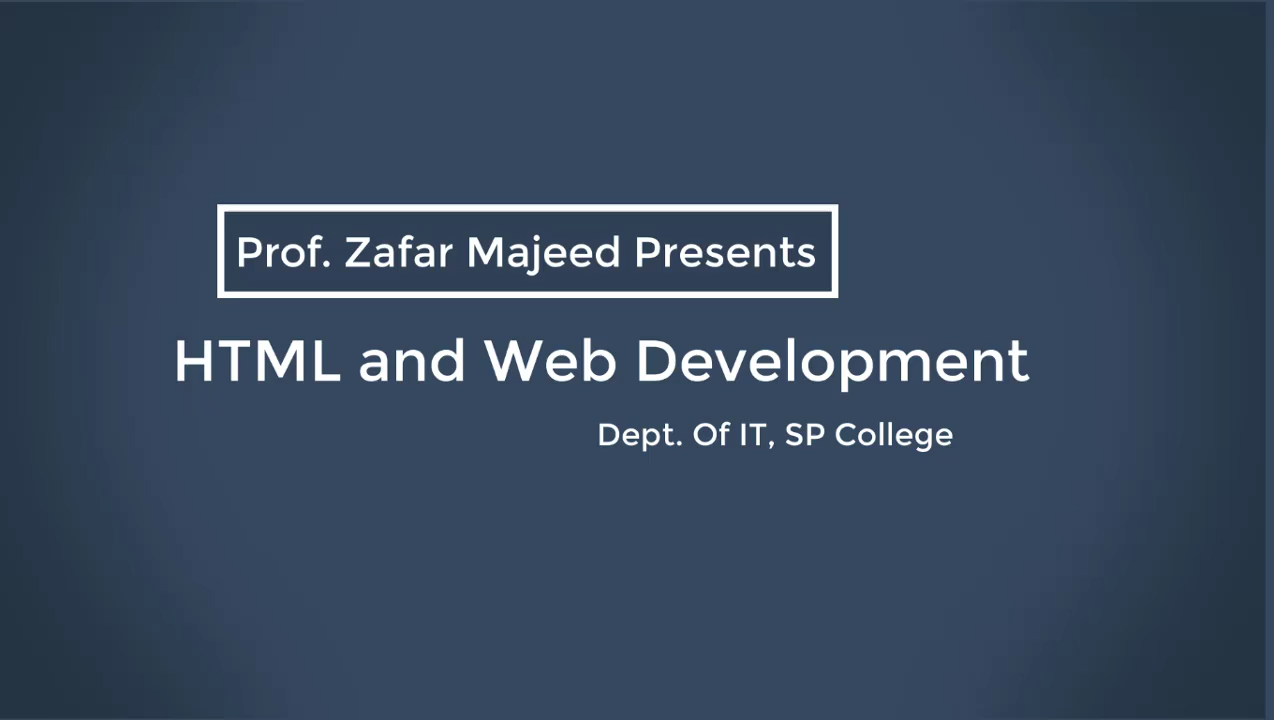 Prof. Zafar Majeed Presents
HTML and Web Development
Dept. Of IT, SP College